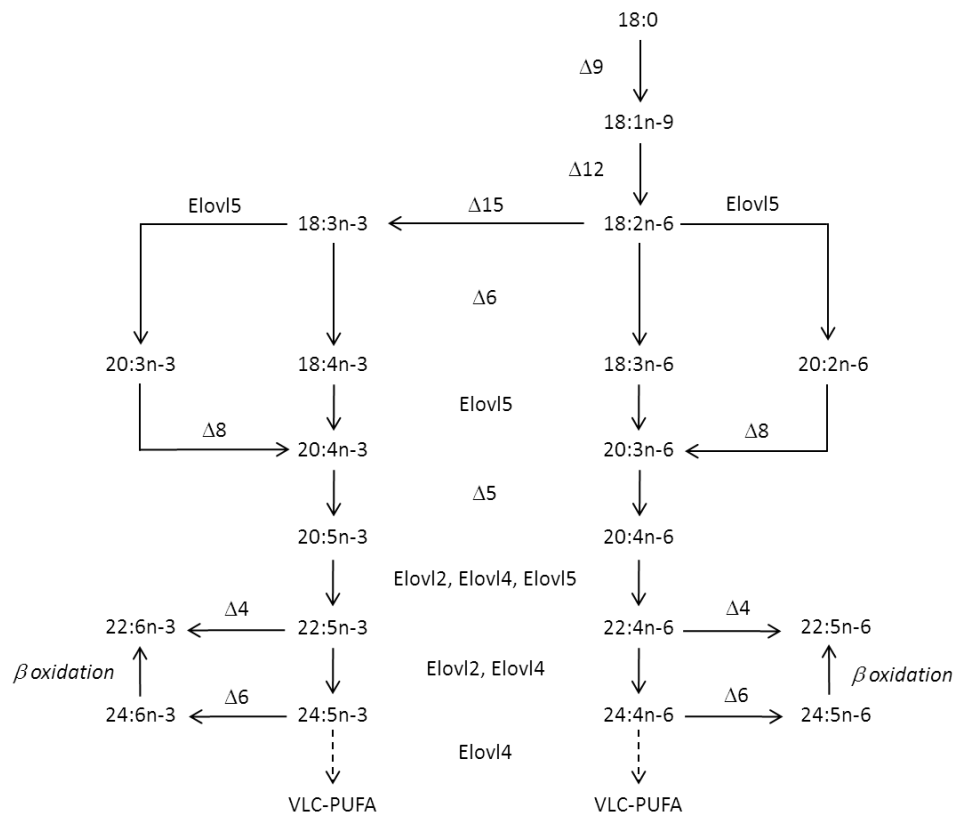 18:0
Δ9
18:1n-9
Δ12
Elovl5
18:3n-3
Δ15
18:2n-6
Elovl5
Δ6
20:3n-3
18:4n-3
18:3n-6
20:2n-6
Elovl5
Δ8
20:4n-3
20:3n-6
Δ8
Δ5
20:5n-3
20:4n-6
Elovl2, Elovl4, Elovl5
22:6n-3
Δ4
22:5n-3
22:4n-6
Δ4
22:5n-6
β oxidation
Elovl2, Elovl4
β oxidation
24:6n-3
Δ6
24:5n-3
24:4n-6
Δ6
24:5n-6
Elovl4
VLC-PUFA
VLC-PUFA